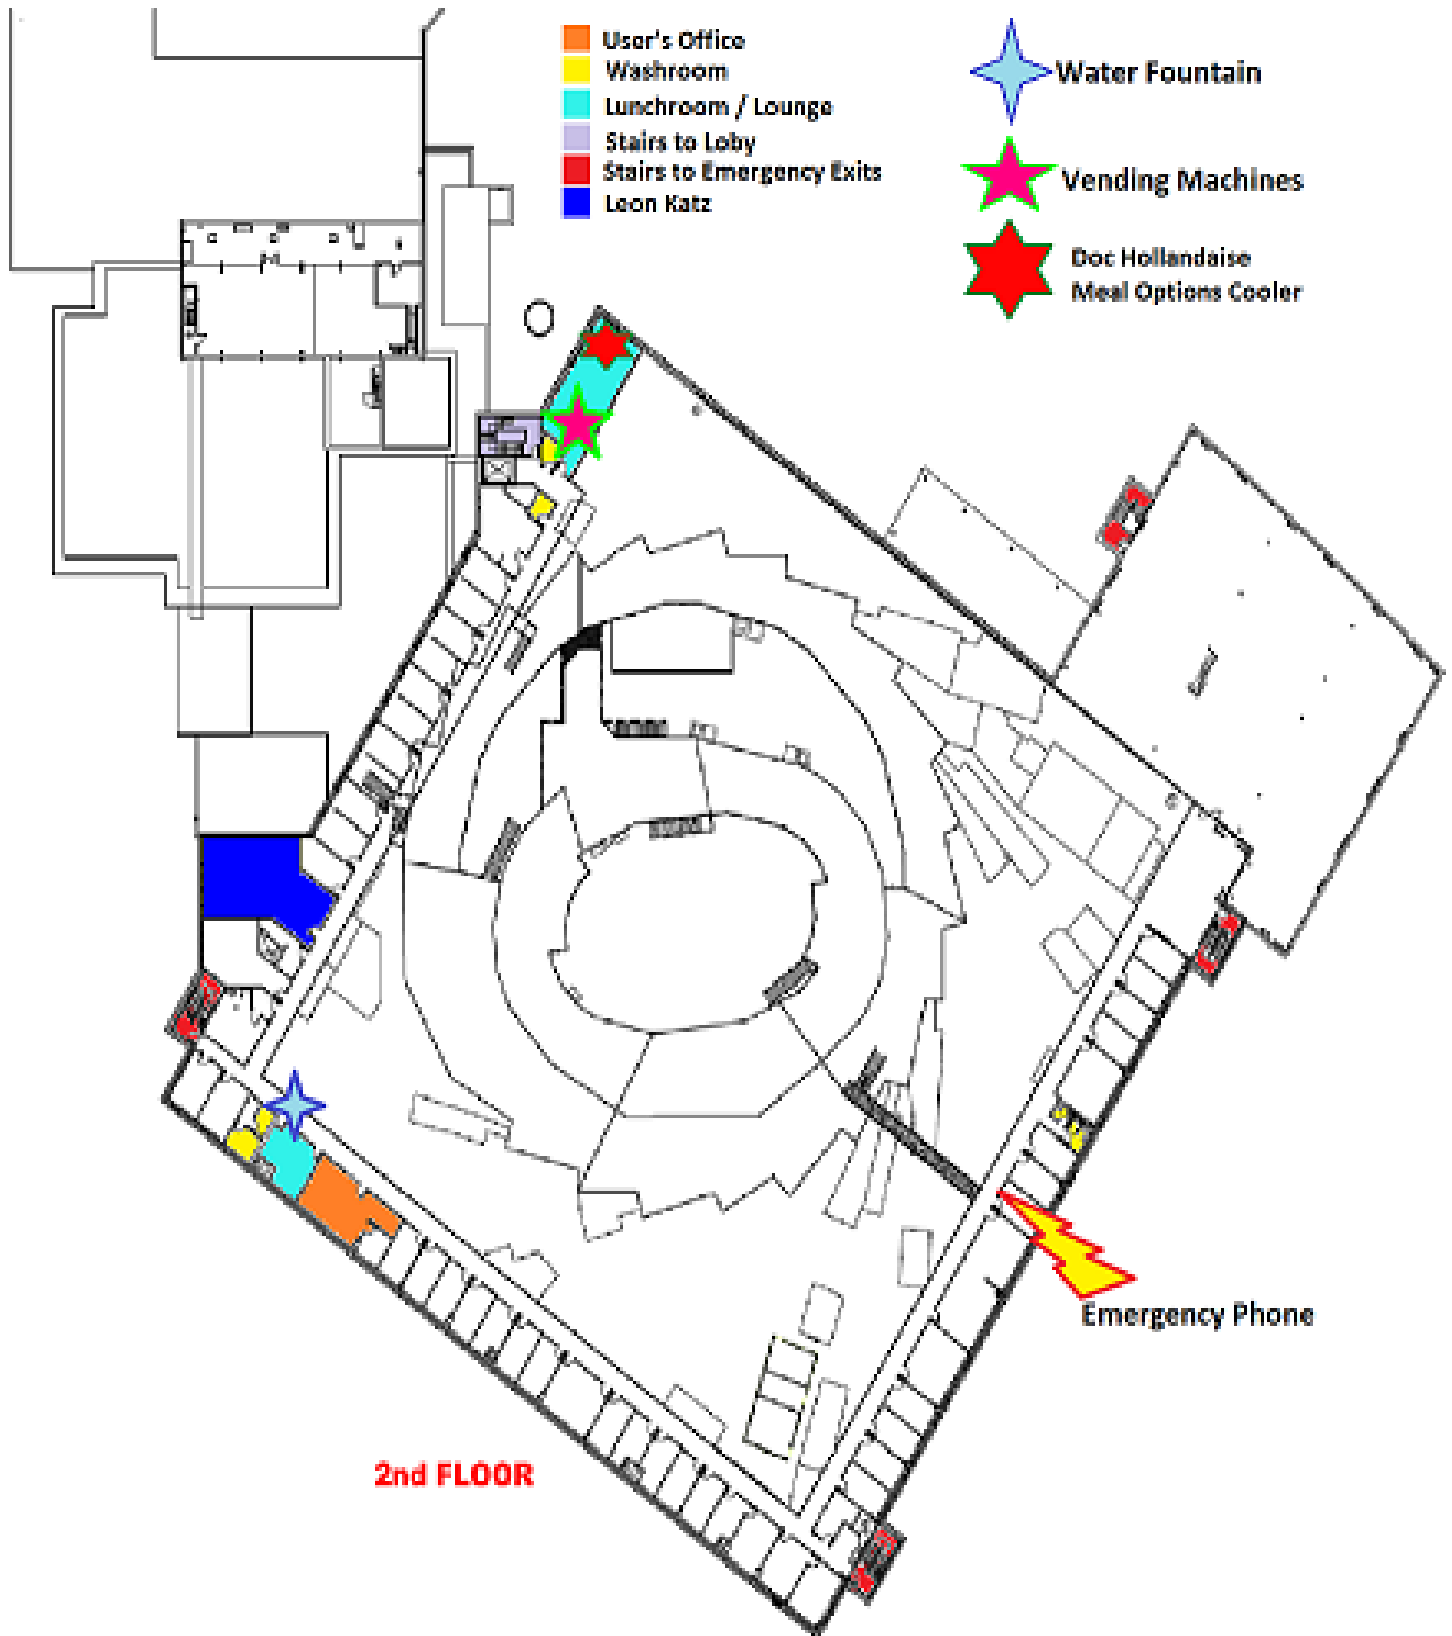 User's Office
Washroom
Lunchroom / Lounge
Stairs to Loby
Stairs to Emergency Exits
Leon Katz
Water Fountain
Vending Machines
Doc Hollandaise
Meal Options Cooler
Emergency Phone
2nd FLOOR